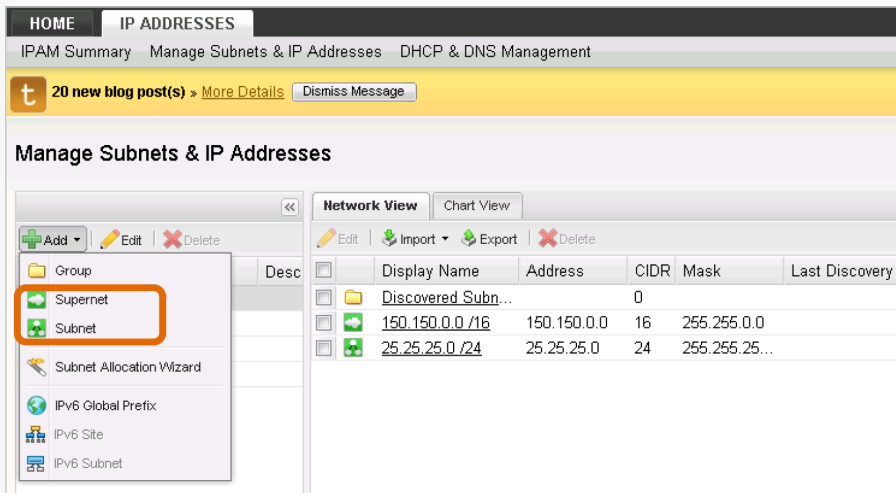 HOME IP ADDRESSES
IPAM Summary Manage Subnets & IP Addresses DHCP & DNS Management
t 20 new blog post(s) » More Details Dismiss Message
Manage Subnets & IP Addresses
Network View Chart View
Add Edit Delete
Edit Import Export Delete
Group
Supernet
Subnet
Subnet Allocation Wizard
IPv6 Global Prefix
IPv6 Site
IPv6 Subnet
Desc
Display Name Address CIDR Mask Last Discovery
Discovered Subn... 0
150.150.0.0 /16 150.150.0.0 16 255.255.0.0
25.25.25.0 /24 25.25.25.0 24 255.255.25...